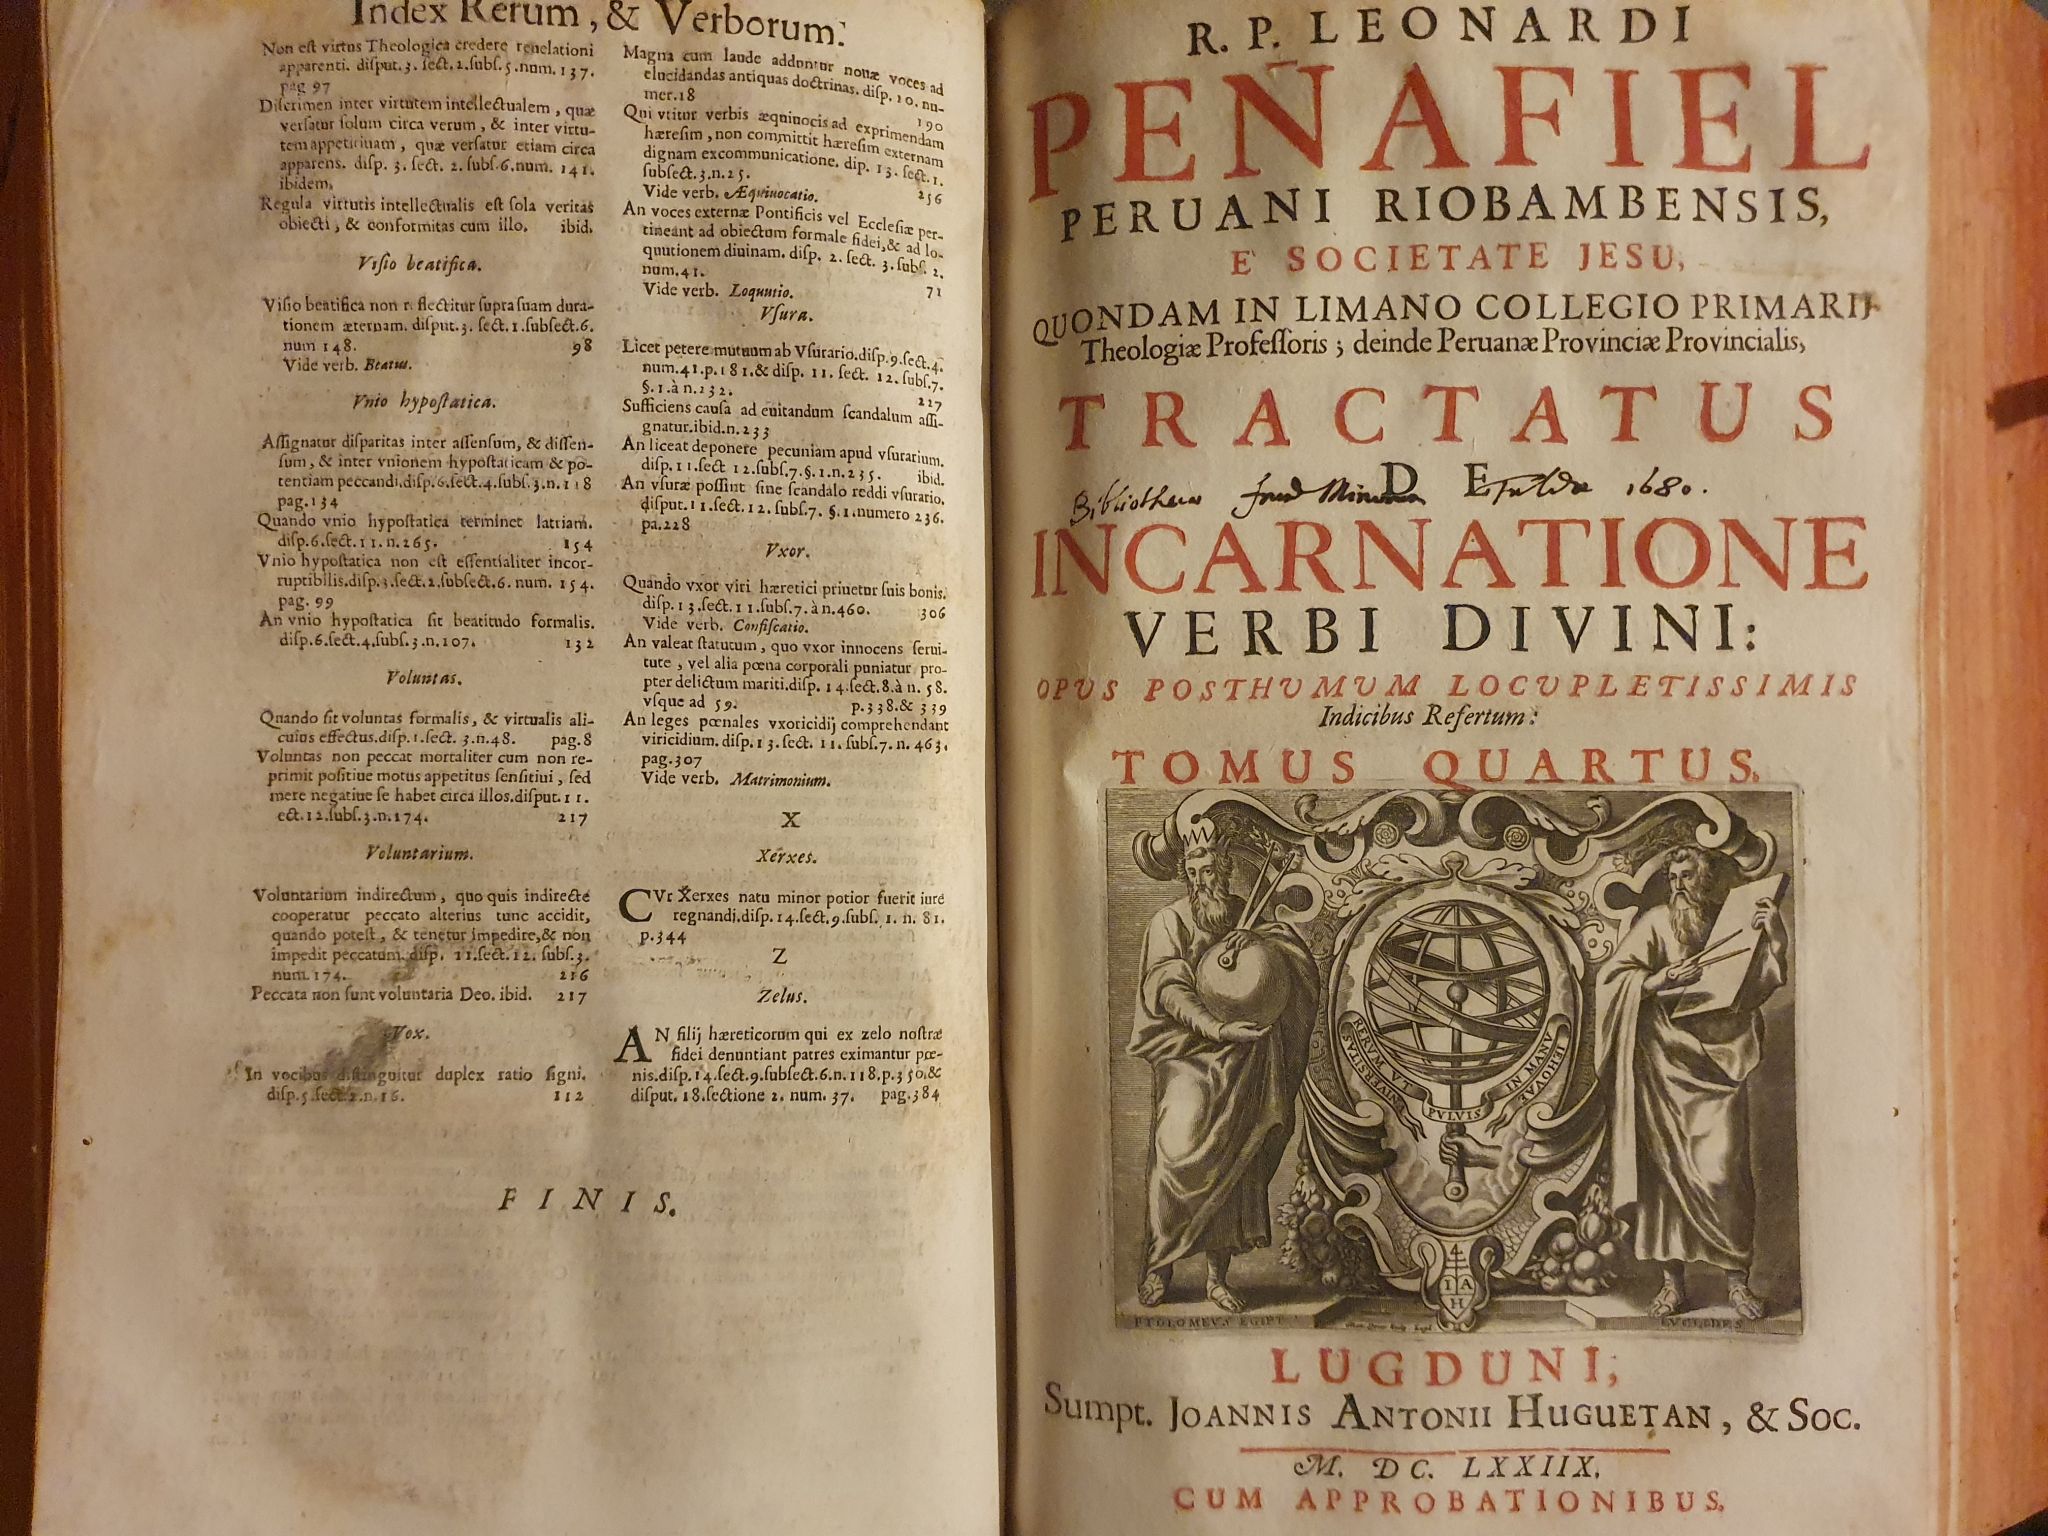 Index Rerum, & Verborum.
Non est virtus Theologica credere reuelationi
apparenti. disput. 3. sect. 2. subs. 5. num. 137.
pag 97
Discrimen inter virtutem intellectualem, quæ
versatur solum circa verum, & inter virtu-
tem appetitiuam, quæ versatur etiam circa
apparens. disp. 3. sect. 2. subs. 6. num. 141.
ibidem.
Regula virtutis intellectualis est sola veritas
obiecti, & conformitas cum illo. ibid.
Visio beatifica.
Visio beatifica non reflectitur supra suam dura-
tionem æternam. disput. 3. sect. 1. subsect. 6.
num 148. 98
Vide verb. Beatus.
Vnio hypostatica.
Assignatur disparitas inter assensum, & dissen-
sum, & inter vnionem hypostaticam & po-
tentiam peccandi. disp. 6. sect. 4. subs. 3. n. 118
pag. 134
Quando vnio hypostatica terminet latriam.
disp. 6. sect. 11. n. 265. 154
Vnio hypostatica non est essentialiter incor-
ruptibilis. disp. 3. sect. 2. subsect. 6. num. 154.
pag. 99
An vnio hypostatica sit beatitudo formalis.
disp. 6. sect. 4. subs. 3. n. 107. 132
Voluntas.
Quando sit voluntas formalis, & virtualis ali-
cuius effectus. disp. 1. sect. 3. n. 48. pag. 8
Voluntas non peccat mortaliter cum non re-
primit positiue motus appetitus sensitiui, sed
mere negatiue se habet circa illos. disput. 11.
ect. 12. subs. 3. n. 174. 217
Voluntarium.
Voluntarium indirectum, quo quis indirecte
cooperatur peccato alterius tunc accidit,
quando potest, & tenetur impedire, & non
impedit peccatum. disp. 11. sect. 12. subs. 3.
num. 174. 216
Peccata non sunt voluntaria Deo. ibid. 217
Vox.
In vocibus distinguitur duplex ratio signi.
disp. 5. sect. 2. n. 16. 112
Magna cum laude adduntur nouæ voces ad
elucidandas antiquas doctrinas. disp. 10. nu-
mer. 18 190
Qui vtitur verbis æquiuocis ad exprimendam
hæresim, non committit hæresim externam
dignam excommunicatione. dip. 13. sect. 1.
subsect. 3. n. 25.
Vide verb. Æquiuocatio. 256
An voces externæ Pontificis vel Ecclesiæ per-
tineant ad obiectum formale fidei, & ad lo-
quutionem diuinam. disp. 2. sect. 3. subs. 2.
num. 41.
Vide verb. Loquutio. 71
Vsura.
Licet petere mutuum ab Vsurario. disp. 9. sect. 4.
num. 41. p. 181. & disp. 11. sect. 12. subs. 7.
§. 1. à n. 232. 227
Sufficiens causa ad euitandum scandalum assi-
gnatur. ibid. n. 233
An liceat deponere pecuniam apud vsurarium.
disp. 11. sect 12. subs. 7. §. 1. n. 235. ibid.
An vsuræ possint sine scandalo reddi vsurario.
disput. 11. sect. 12. subs. 7. §. 1. numero 236.
pa. 228
Vxor.
Quando vxor viri hæretici priuetur suis bonis.
disp. 13. sect. 11. subs. 7. à n. 460. 306
Vide verb. Confiscatio.
An valeat statutum, quo vxor innocens serui-
tute, vel alia pœna corporali puniatur pro-
pter delictum mariti. disp. 14. sect. 8. à n. 58.
vsque ad 59. p. 338. & 339
An leges pœnales vxoricidij comprehendant
viricidium. disp. 13. sect. 11. subs. 7. n. 463.
pag. 307
Vide verb. Matrimonium.
X
Xerxes.
CVr Xerxes natu minor potior fuerit iure
regnandi. disp. 14. sect. 9. subs. 1. n. 81.
p. 344
Z
Zelus.
AN filij hæreticorum qui ex zelo nostræ
fidei denuntiant patres eximantur pœ-
nis. disp. 14. sect. 9. subsect. 6. n. 118. p. 350. &
disput. 18. sectione 2. num. 37. pag. 384
FINIS.
R. P. LEONARDI
PEÑAFIEL
PERUANI RIOBAMBENSIS,
E SOCIETATE JESU,
QUONDAM IN LIMANO COLLEGIO PRIMARIJ
Theologiæ Professoris; deinde Peruanæ Provinciæ Provincialis,
TRACTATUS
DE
Bibliotheca Fulda 1680.
INCARNATIONE
VERBI DIVINI:
OPUS POSTHUMUM LOCUPLETISSIMIS
Indicibus Refertum:
TOMUS QUARTUS.
VNIVERSITAS RERVM LA PVLVIS IN MANV IEHOVAE
I A
H
PTOLOMEVS EGIPT
EVCLIDES
LUGDUNI,
Sumpt. JOANNIS ANTONII HUGUETAN, & SOC.
M. DC. LXXIIX.
CUM APPROBATIONIBUS.